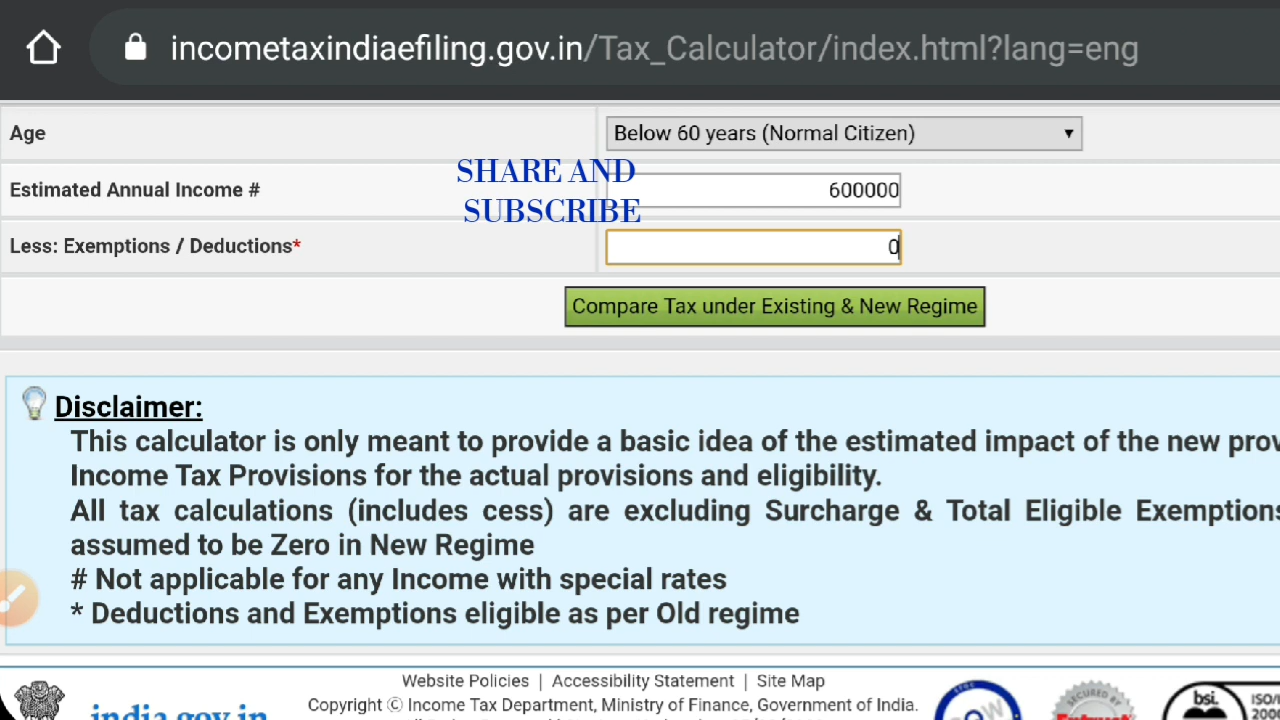 incometaxindiaefiling.gov.in/Tax_Calculator/index.html?lang=eng
Age
Below 60 years (Normal Citizen)
SHARE AND
SUBSCRIBE
Estimated Annual Income #
600000
Less: Exemptions / Deductions*
0
Compare Tax under Existing & New Regime
Disclaimer:
This calculator is only meant to provide a basic idea of the estimated impact of the new
Income Tax Provisions for the actual provisions and eligibility.
All tax calculations (includes cess) are excluding Surcharge & Total Eligible Exemptions
assumed to be Zero in New Regime
# Not applicable for any Income with special rates
* Deductions and Exemptions eligible as per Old regime
Website Policies | Accessibility Statement | Site Map
Copyright © Income Tax Department, Ministry of Finance, Government of India.
india.gov.in
SECURED BY
Entrust
bsi.